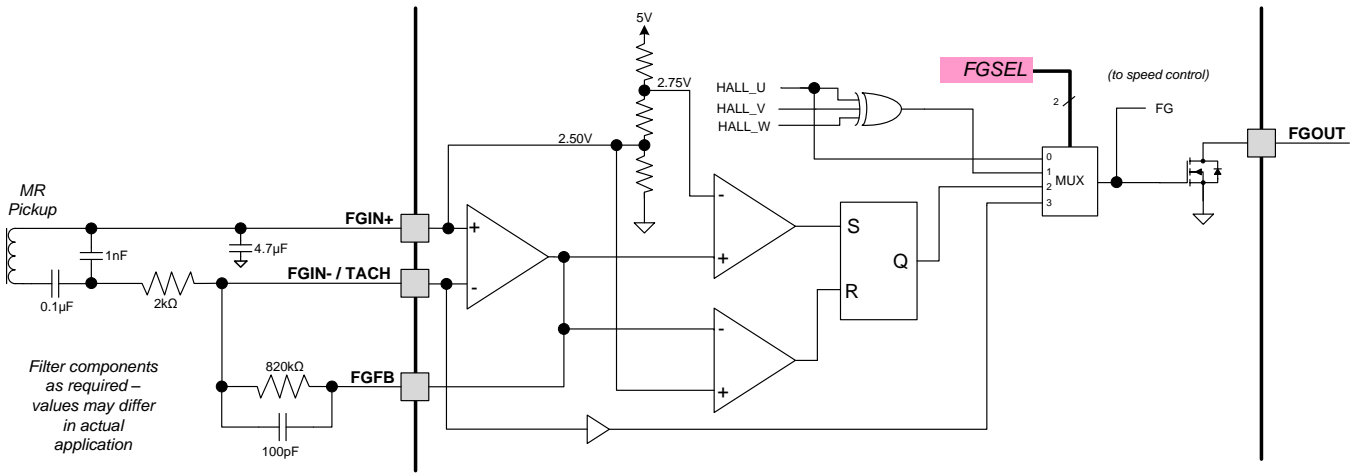 5V
2.75V
2.50V
HALL_U
HALL_V
HALL_W
FGSEL
2
(to speed control)
FG
FGOUT
0
1
2
3
MUX
MR
Pickup
1nF
4.7µF
0.1µF
2kΩ
FGIN+
FGIN- / TACH
FGFB
820kΩ
100pF
+
-
-
+
-
+
S
R
Q
Filter components
as required –
values may differ
in actual
application